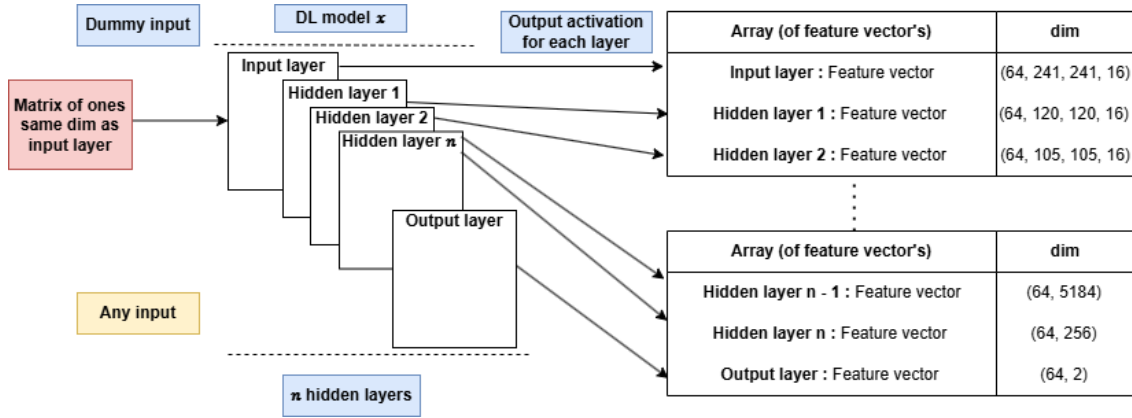 Dummy input
DL model x
Output activation
for each layer
Matrix of ones
same dim as
input layer
Input layer
Hidden layer 1
Hidden layer 2
Hidden layer n
Output layer
Any input
n hidden layers
Array (of feature vector's) dim
Input layer : Feature vector (64, 241, 241, 16)
Hidden layer 1 : Feature vector (64, 120, 120, 16)
Hidden layer 2 : Feature vector (64, 105, 105, 16)
Array (of feature vector's) dim
Hidden layer n - 1 : Feature vector (64, 5184)
Hidden layer n : Feature vector (64, 256)
Output layer : Feature vector (64, 2)